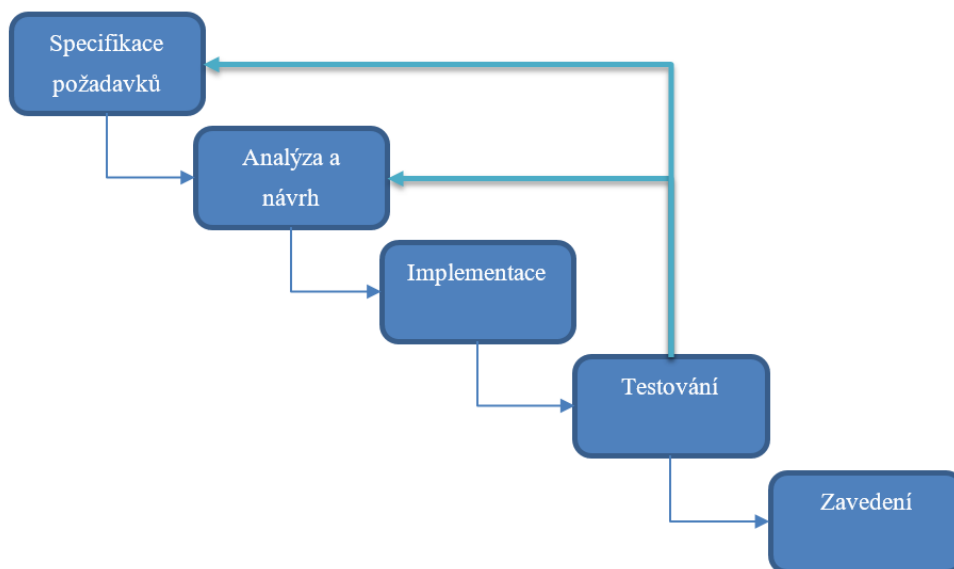 Specifikace
požadavků
Analýza a
návrh
Implementace
Testování
Zavedení